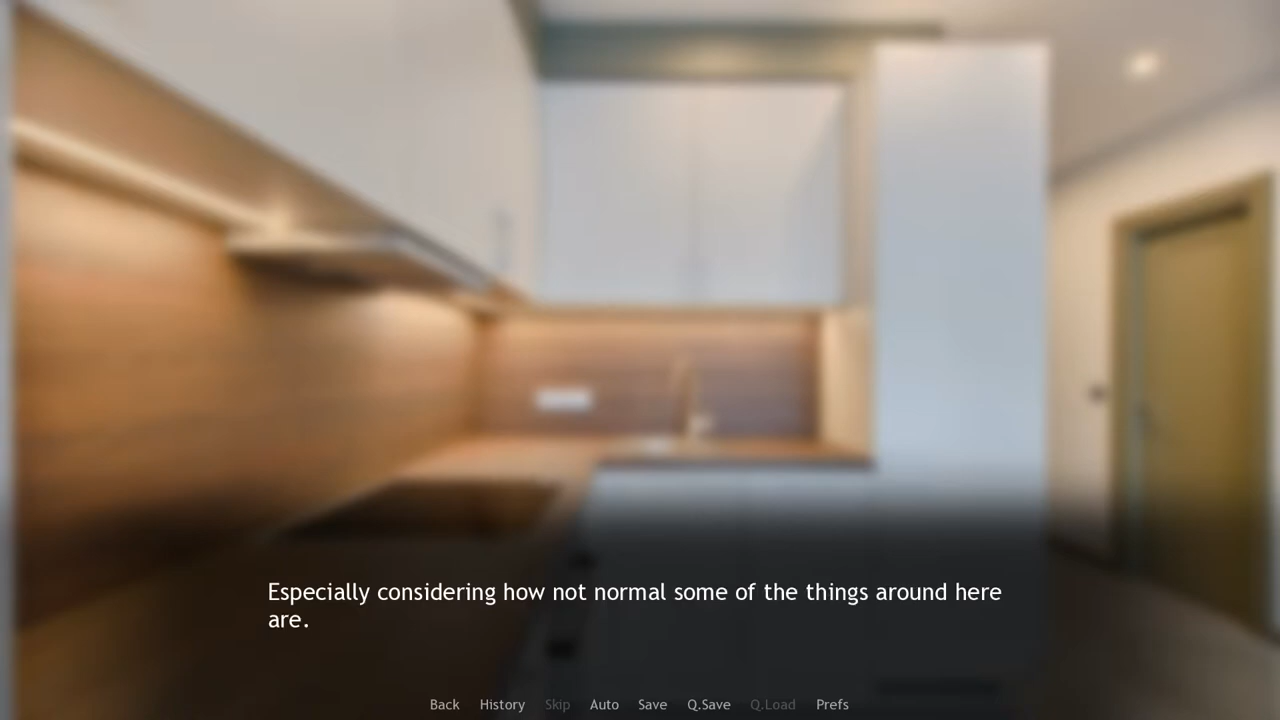 Especially considering how not normal some of the things around here
are.
Back History Skip Auto Save Q.Save Q.Load Prefs